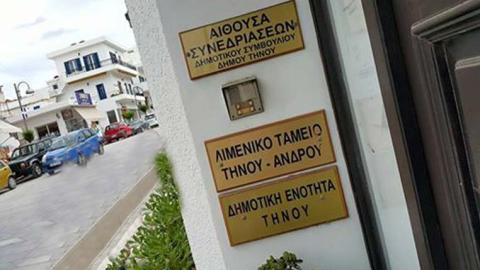 ΑΙΘΟΥΣΑ
«ΣΥΝΕΔΡΙΑΣΕΩΝ»
ΔΗΜΟΤΙΚΟΥ ΣΥΜΒΟΥΛΙΟΥ
ΔΗΜΟΥ ΤΗΝΟΥ
ΛΙΜΕΝΙΚΟ ΤΑΜΕΙΟ
ΤΗΝΟΥ - ΑΝΔΡΟΥ
ΔΗΜΟΤΙΚΗ ΕΝΟΤΗΤΑ
ΤΗΝΟΥ